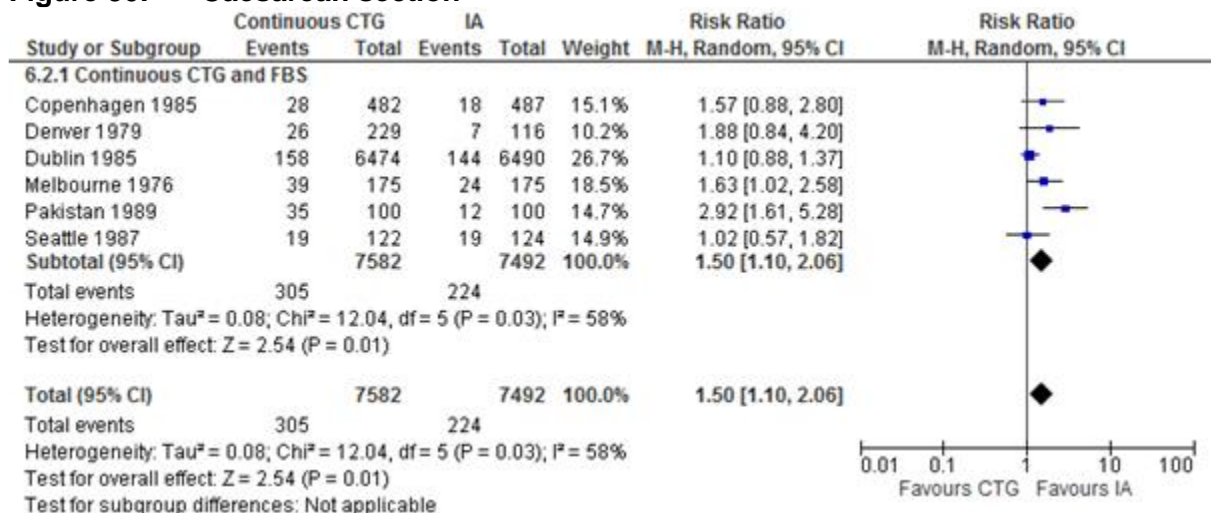 Continuous CTG IA Risk Ratio Risk Ratio
Study or Subgroup Events Total Events Total Weight M-H, Random, 95% CI M-H, Random, 95% CI
6.2.1 Continuous CTG and FBS
Copenhagen 1985 28 482 18 487 15.1% 1.57 [0.88, 2.80]
Denver 1979 26 229 7 116 10.2% 1.88 [0.84, 4.20]
Dublin 1985 158 6474 144 6490 26.7% 1.10 [0.88, 1.37]
Melbourne 1976 39 175 24 175 18.5% 1.63 [1.02, 2.58]
Pakistan 1989 35 100 12 100 14.7% 2.92 [1.61, 5.28]
Seattle 1987 19 122 19 124 14.9% 1.02 [0.57, 1.82]
Subtotal (95% CI) 7582 7492 100.0% 1.50 [1.10, 2.06]
Total events 305 224
Heterogeneity: Tau² = 0.08; Chi² = 12.04, df = 5 (P = 0.03); I² = 58%
Test for overall effect: Z = 2.54 (P = 0.01)
Total (95% CI) 7582 7492 100.0% 1.50 [1.10, 2.06]
Total events 305 224
Heterogeneity: Tau² = 0.08; Chi² = 12.04, df = 5 (P = 0.03); I² = 58%
Test for overall effect: Z = 2.54 (P = 0.01)
Test for subgroup differences: Not applicable
0.01 0.1 1 10 100
Favours CTG Favours IA